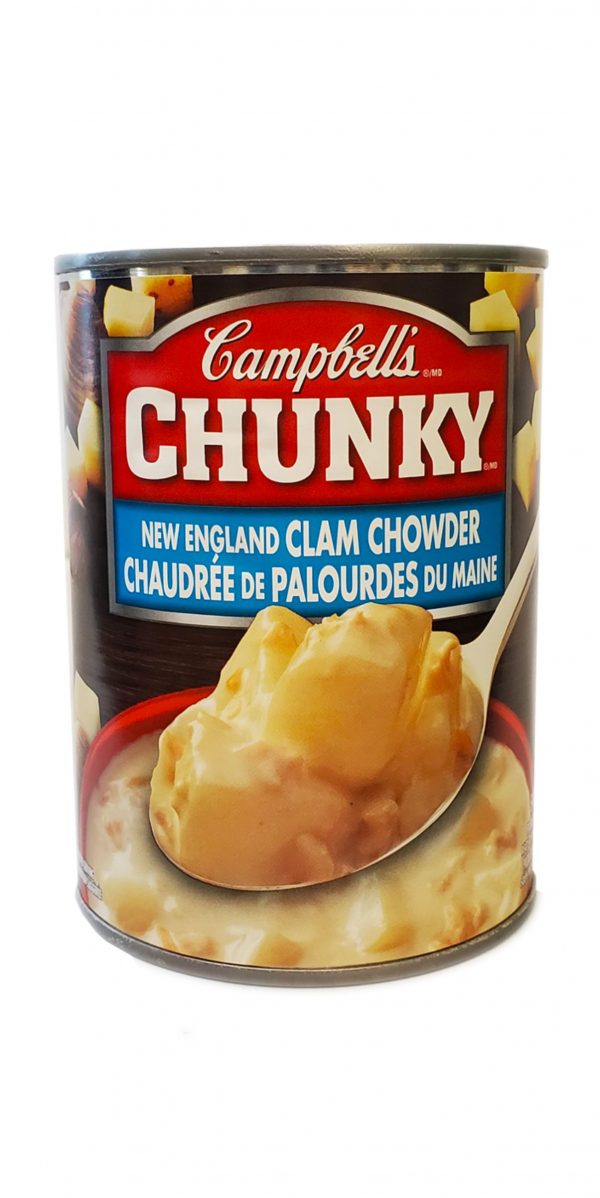 Campbell's ®/MD
CHUNKY ®/MD
NEW ENGLAND CLAM CHOWDER
CHAUDRÉE DE PALOURDES DU MAINE